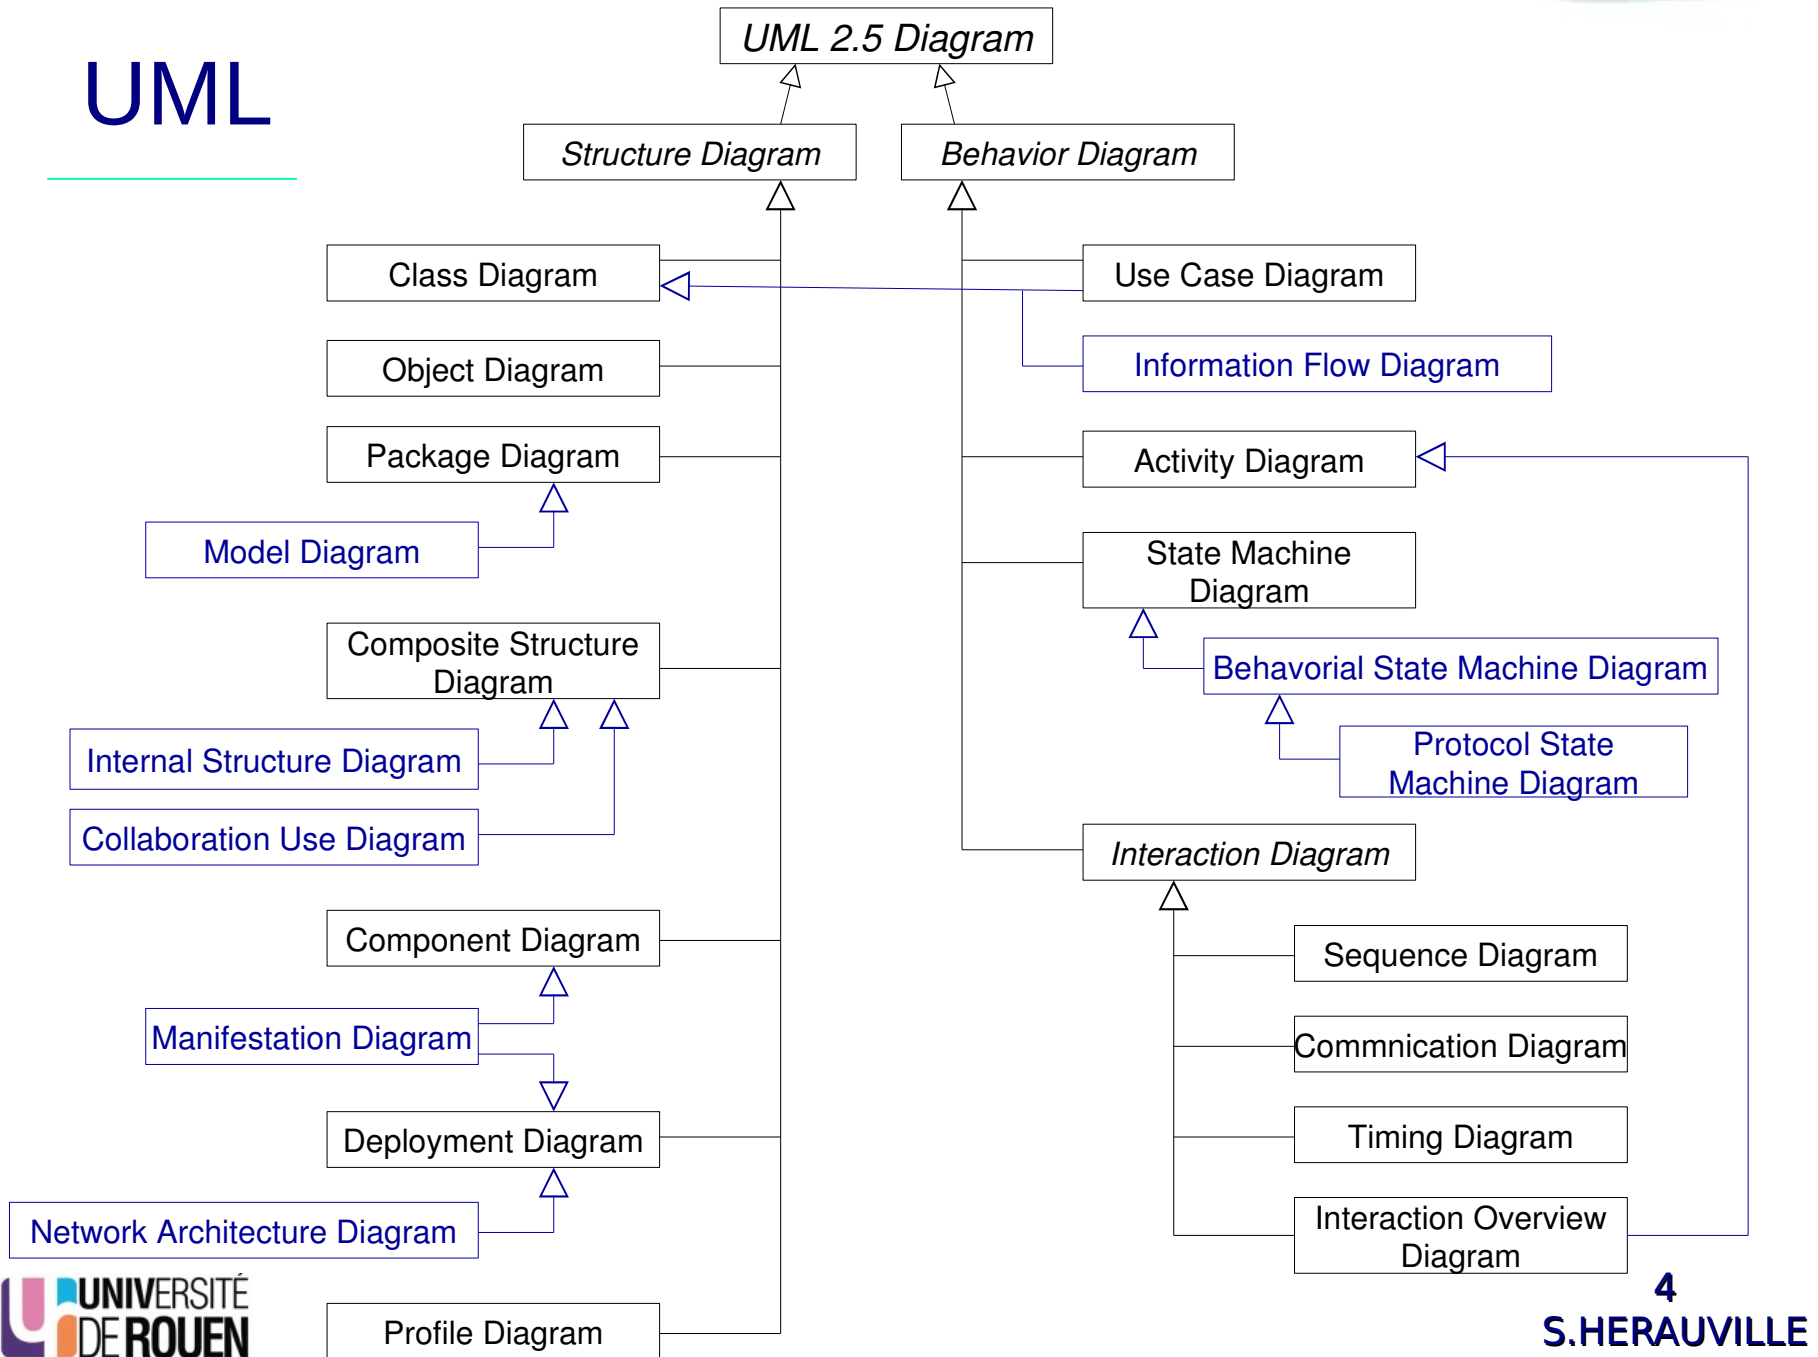 UML
UML 2.5 Diagram
Structure Diagram
Behavior Diagram
Class Diagram
Use Case Diagram
Object Diagram
Information Flow Diagram
Package Diagram
Activity Diagram
Model Diagram
State Machine
Diagram
Composite Structure
Diagram
Behavorial State Machine Diagram
Internal Structure Diagram
Protocol State
Machine Diagram
Collaboration Use Diagram
Interaction Diagram
Component Diagram
Sequence Diagram
Manifestation Diagram
Commnication Diagram
Deployment Diagram
Timing Diagram
Network Architecture Diagram
Interaction Overview
Diagram
Profile Diagram
UNIVERSITÉ
DE ROUEN
4
S.HERAUVILLE